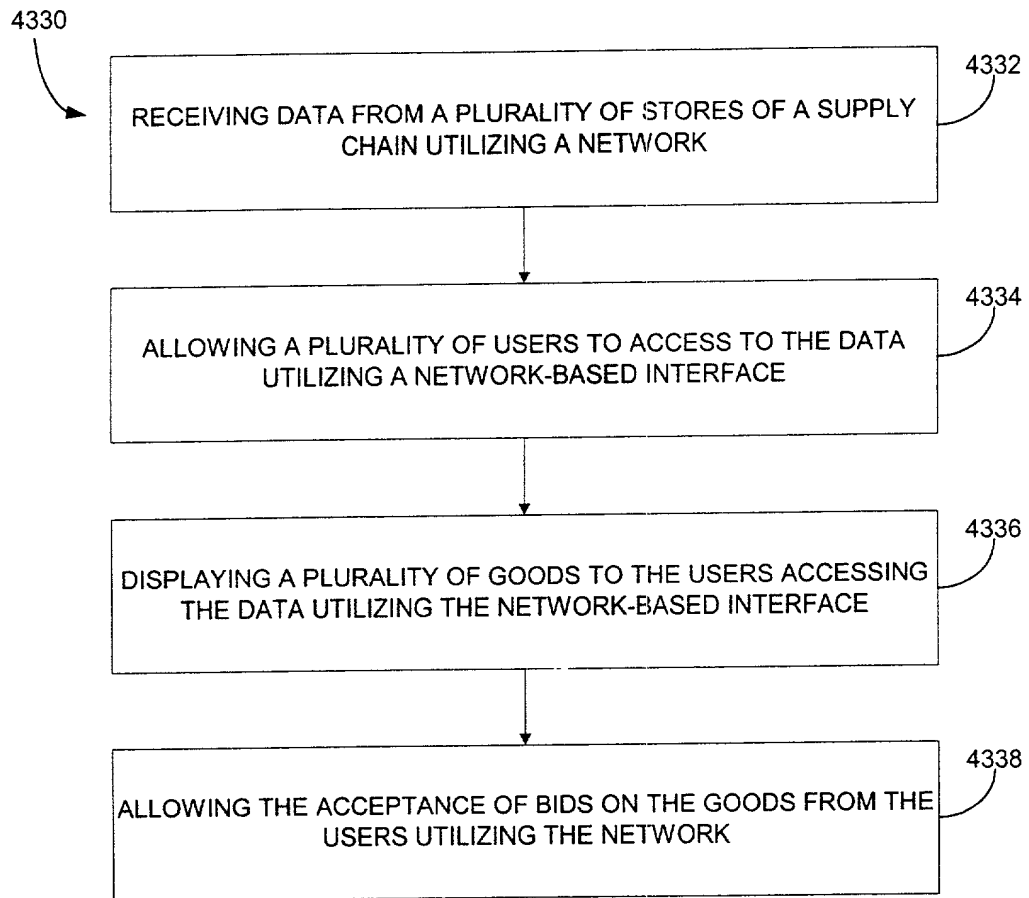 4330
4332
RECEIVING DATA FROM A PLURALITY OF STORES OF A SUPPLY
CHAIN UTILIZING A NETWORK
4334
ALLOWING A PLURALITY OF USERS TO ACCESS TO THE DATA
UTILIZING A NETWORK-BASED INTERFACE
4336
DISPLAYING A PLURALITY OF GOODS TO THE USERS ACCESSING
THE DATA UTILIZING THE NETWORK-BASED INTERFACE
4338
ALLOWING THE ACCEPTANCE OF BIDS ON THE GOODS FROM THE
USERS UTILIZING THE NETWORK